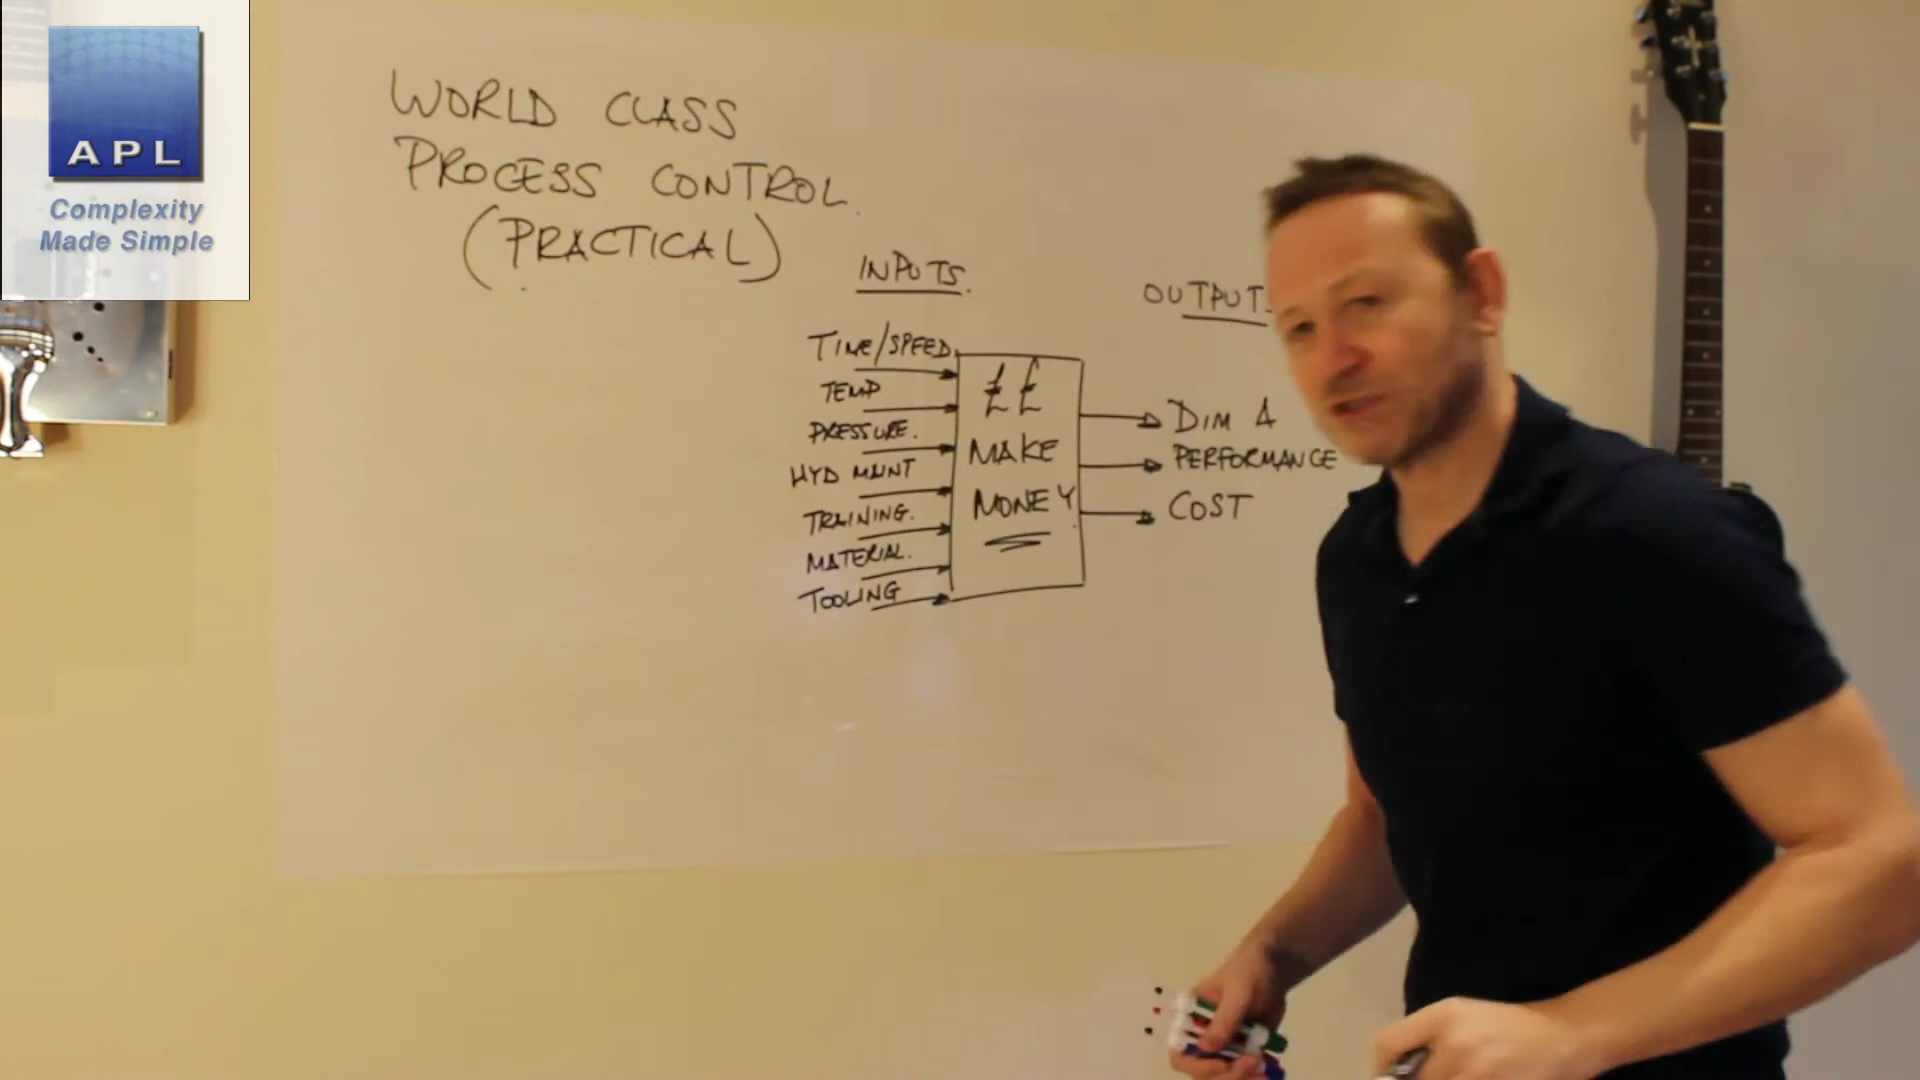 APL
Complexity
Made Simple
WORLD CLASS
PROCESS CONTROL.
(PRACTICAL)
INPUTS.
OUTPUT
TIME/SPEED
TEMP
PRESSURE.
HYD MAINT
TRAINING.
MATERIAL.
TOOLING
££
MAKE
MONEY
DIM &
PERFORMANCE
COST